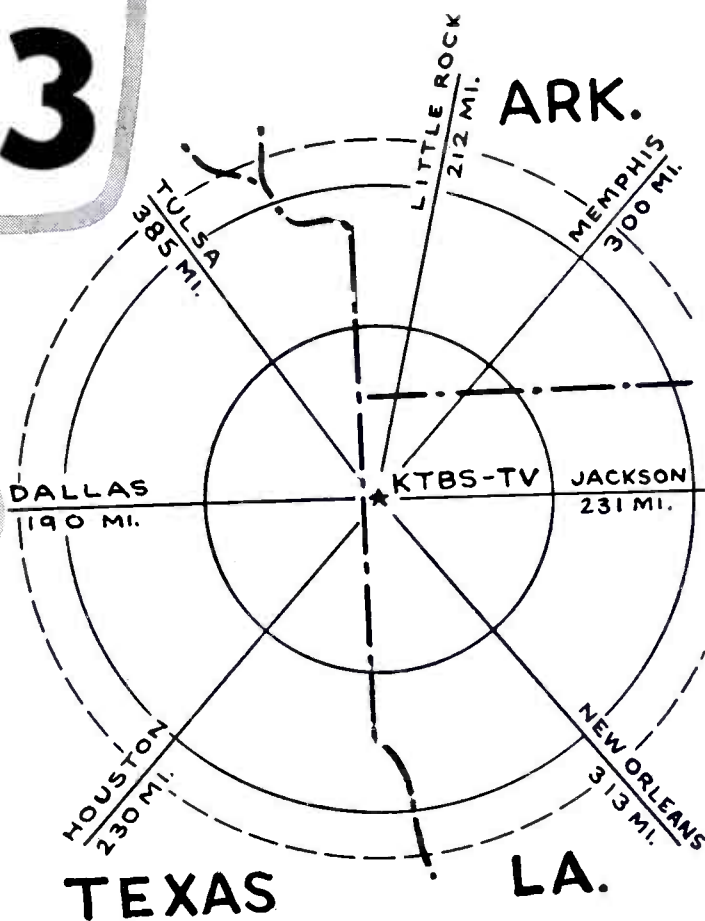 3
LITTLE ROCK
212 MI.
ARK.
MEMPHIS
300 MI.
TULSA
385 MI.
DALLAS
190 MI.
KTBS-TV
JACKSON
231 MI.
HOUSTON
230 MI.
NEW ORLEANS
313 MI.
TEXAS
LA.